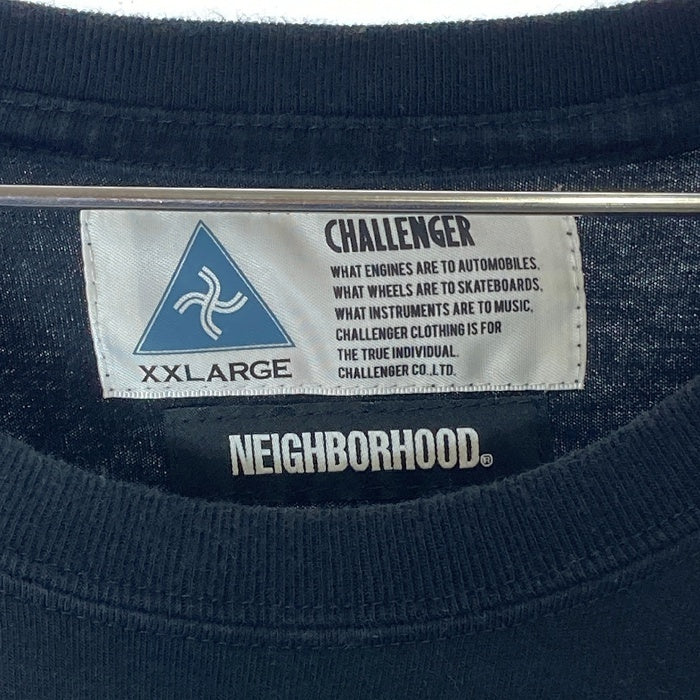 CHALLENGER
WHAT ENGINES ARE TO AUTOMOBILES.
WHAT WHEELS ARE TO SKATEBOARDS.
WHAT INSTRUMENTS ARE TO MUSIC,
CHALLENGER CLOTHING IS FOR
THE TRUE INDIVIDUAL.
CHALLENGER CO.,LTD.
XXLARGE
NEIGHBORHOOD®